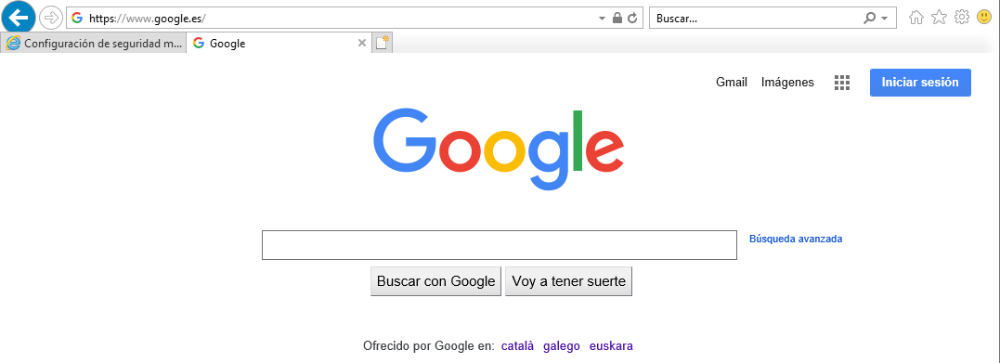 https://www.google.es/
Buscar...
Configuración de seguridad m...
Google
Gmail
Imágenes
Iniciar sesión
Google
Búsqueda avanzada
Buscar con Google
Voy a tener suerte
Ofrecido por Google en: català galego euskara